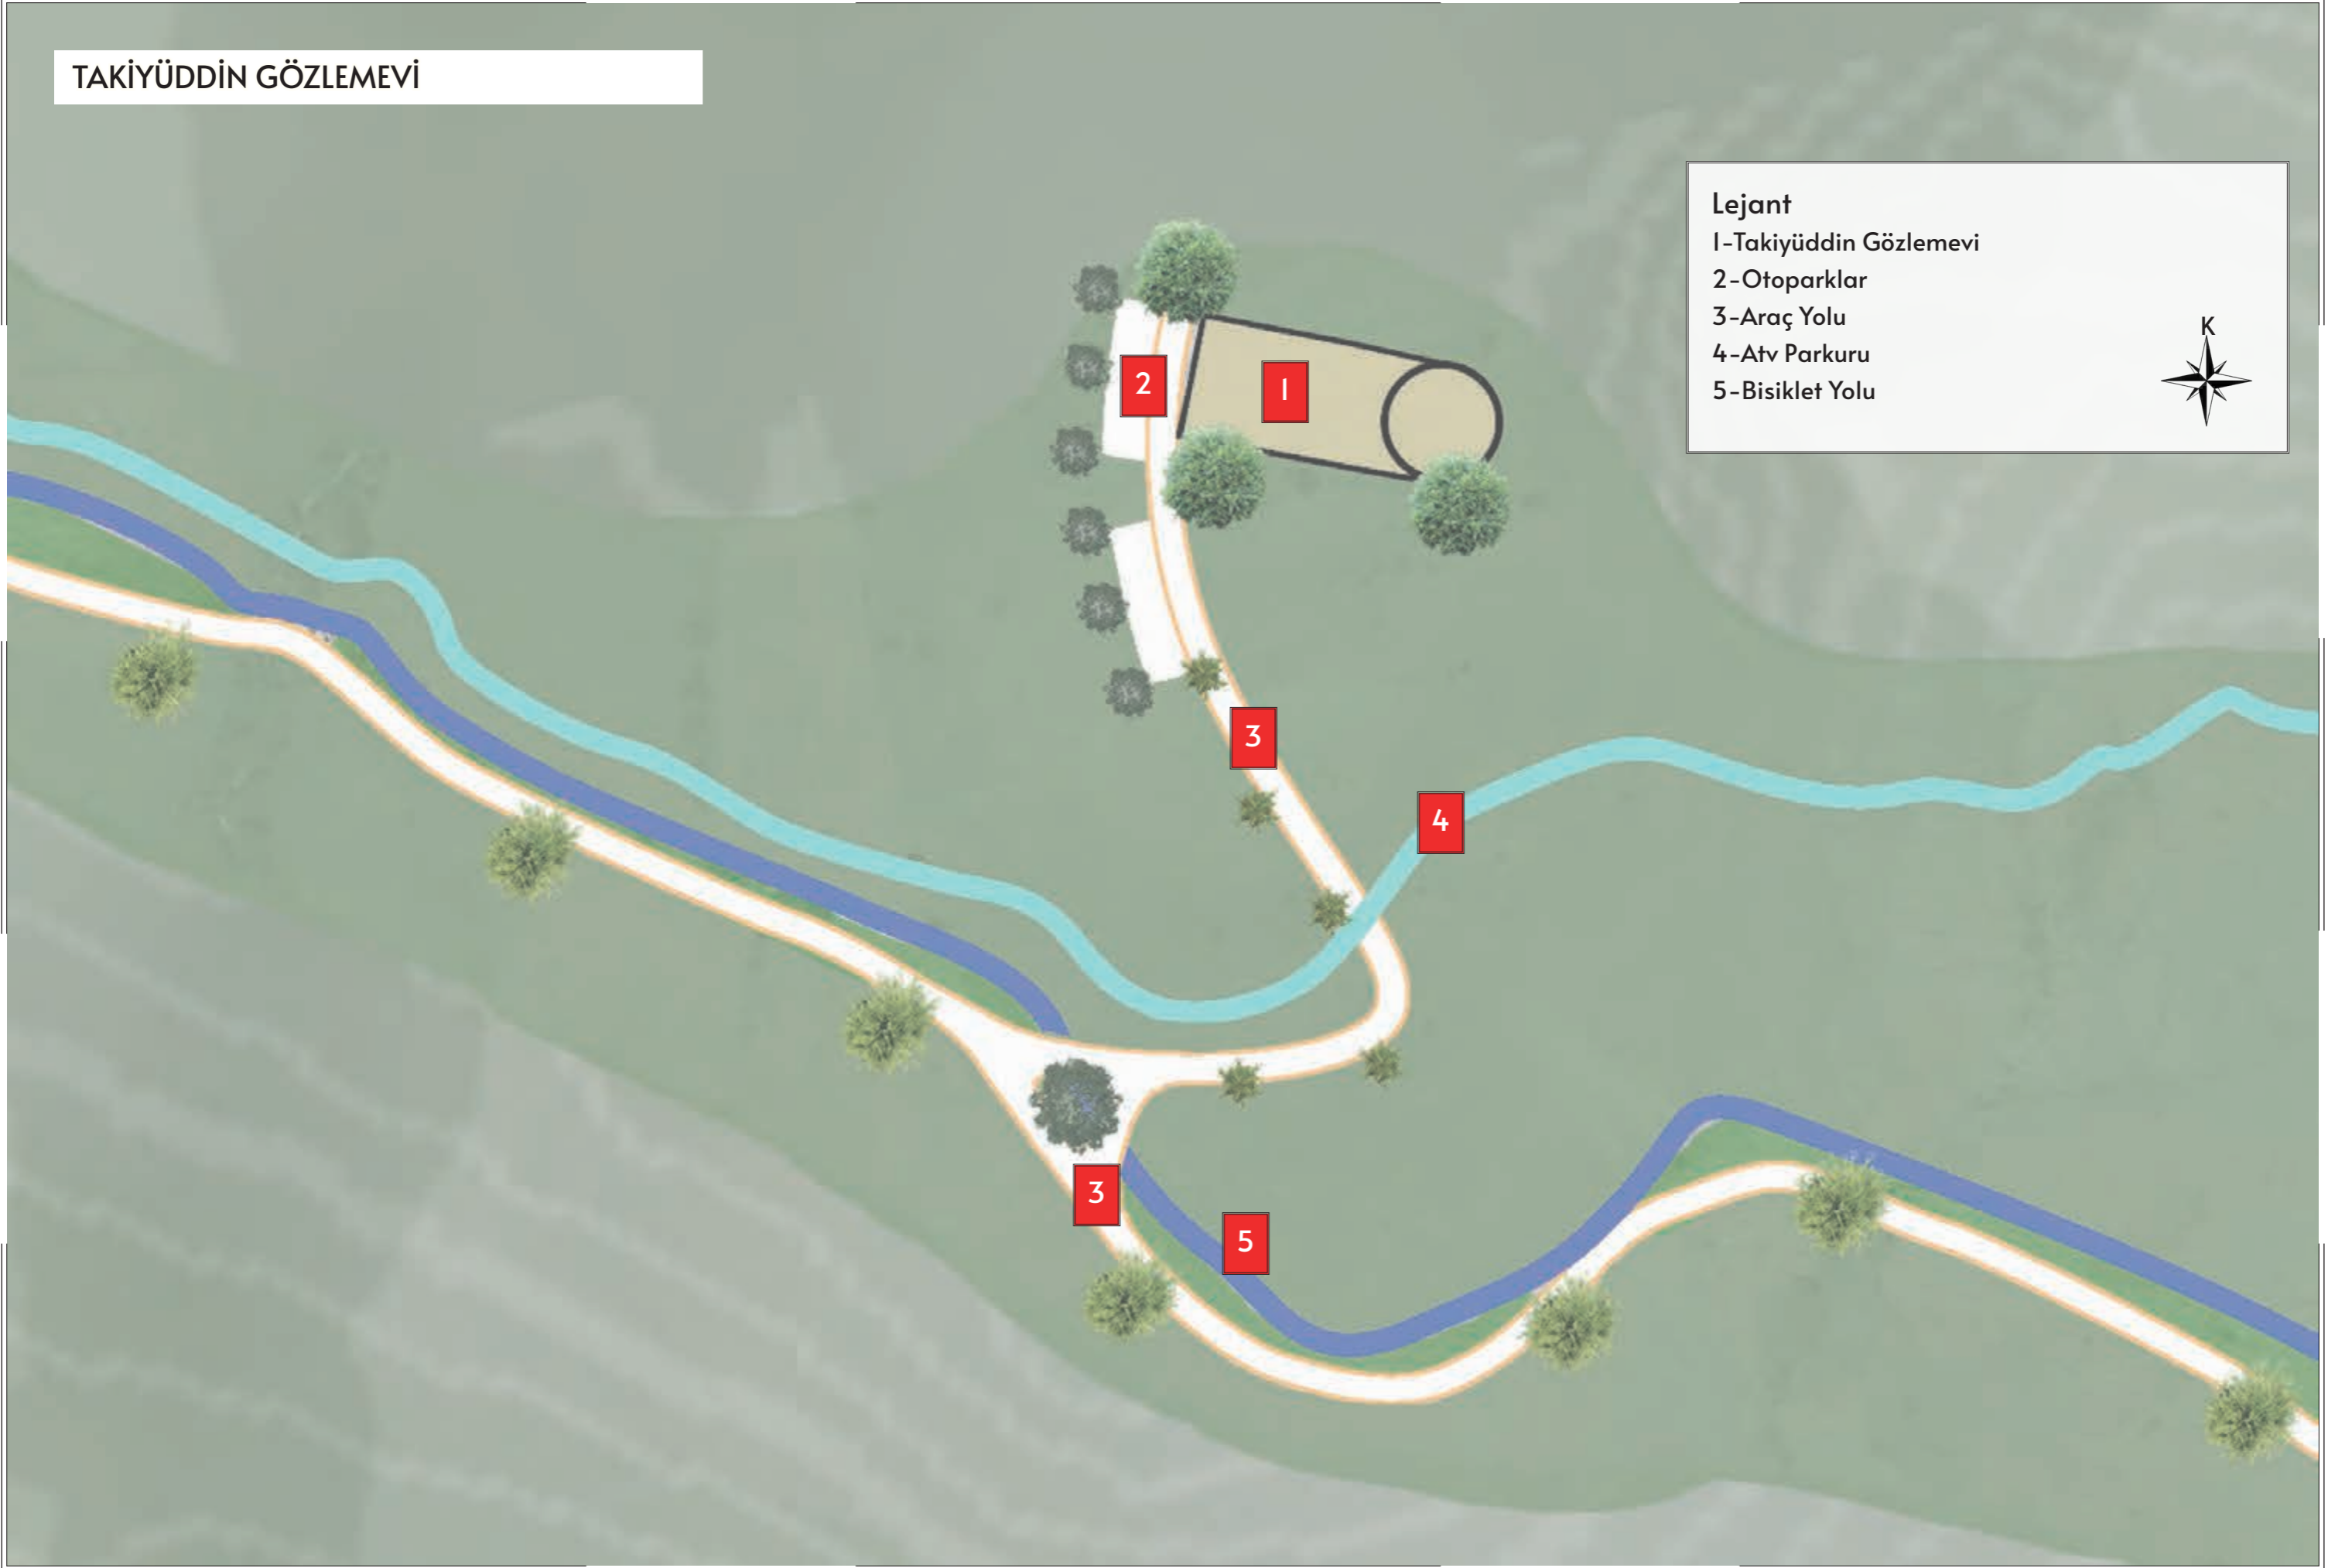 TAKİYÜDDİN GÖZLEMEVİ
Lejant
1-Takiyüddin Gözlemevi
2-Otoparklar
3-Araç Yolu
4-Atv Parkuru
5-Bisiklet Yolu
K
2
1
3
4
3
5